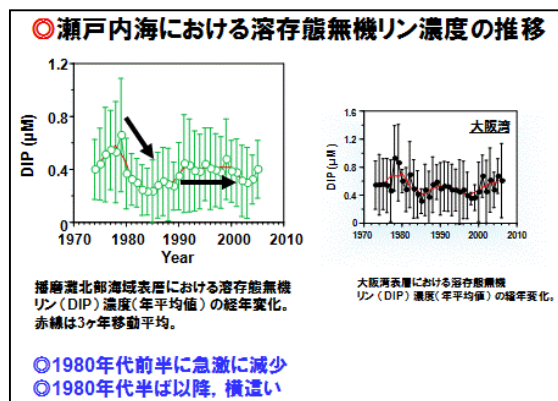 ◎瀬戸内海における溶存態無機リン濃度の推移
1.2
0.8
0.4
0
DIP (μM)
1970 1980 1990 2000 2010
Year
播磨灘北部海域表層における溶存態無機
リン(DIP)濃度(年平均値)の経年変化。
赤線は3ヶ年移動平均。
大阪湾
1.6
1.2
0.8
0.4
0
DIP (μM)
1970 1980 1990 2000 2010
Year
大阪湾表層における溶存態無機
リン(DIP)濃度(年平均値)の経年変化。
◎1980年代前半に急激に減少
◎1980年代半ば以降,横這い